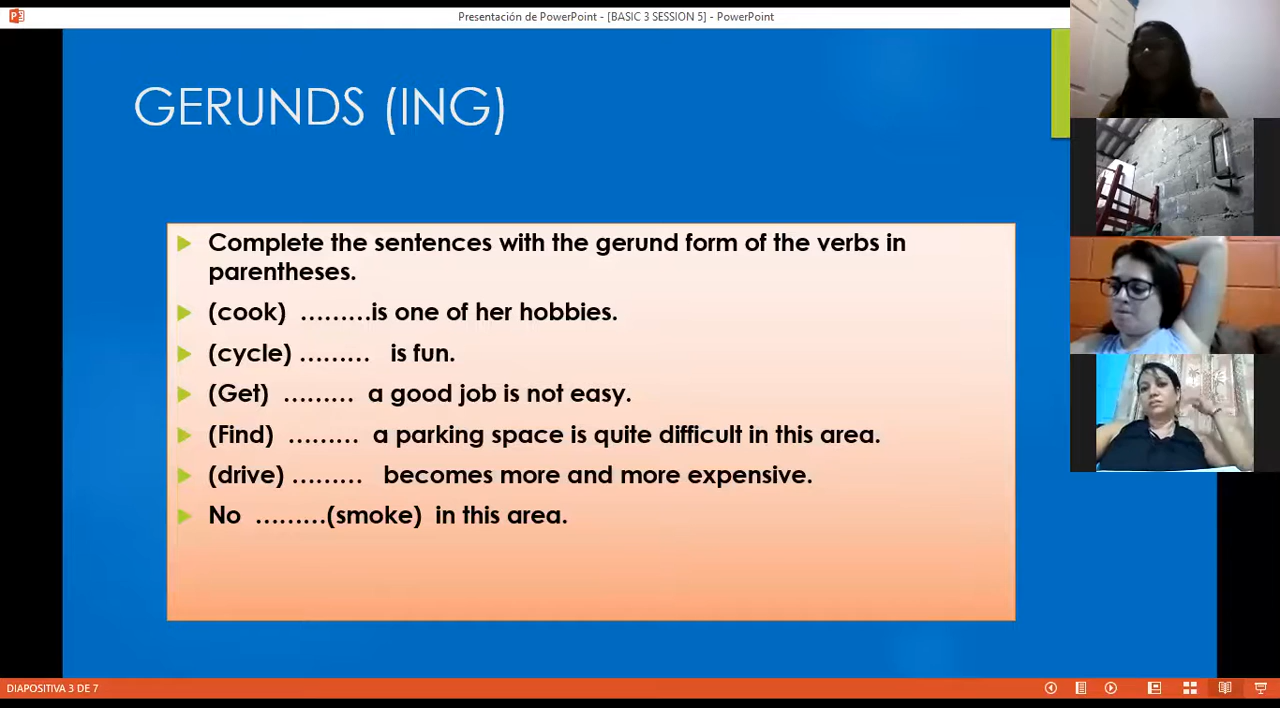 Presentación de PowerPoint - [BASIC 3 SESSION 5] - PowerPoint
GERUNDS (ING)
Complete the sentences with the gerund form of the verbs in
parentheses.
(cook) ………is one of her hobbies.
(cycle) ……… is fun.
(Get) ……… a good job is not easy.
(Find) ……… a parking space is quite difficult in this area.
(drive) ……… becomes more and more expensive.
No ………(smoke) in this area.
DIAPOSITIVA 3 DE 7